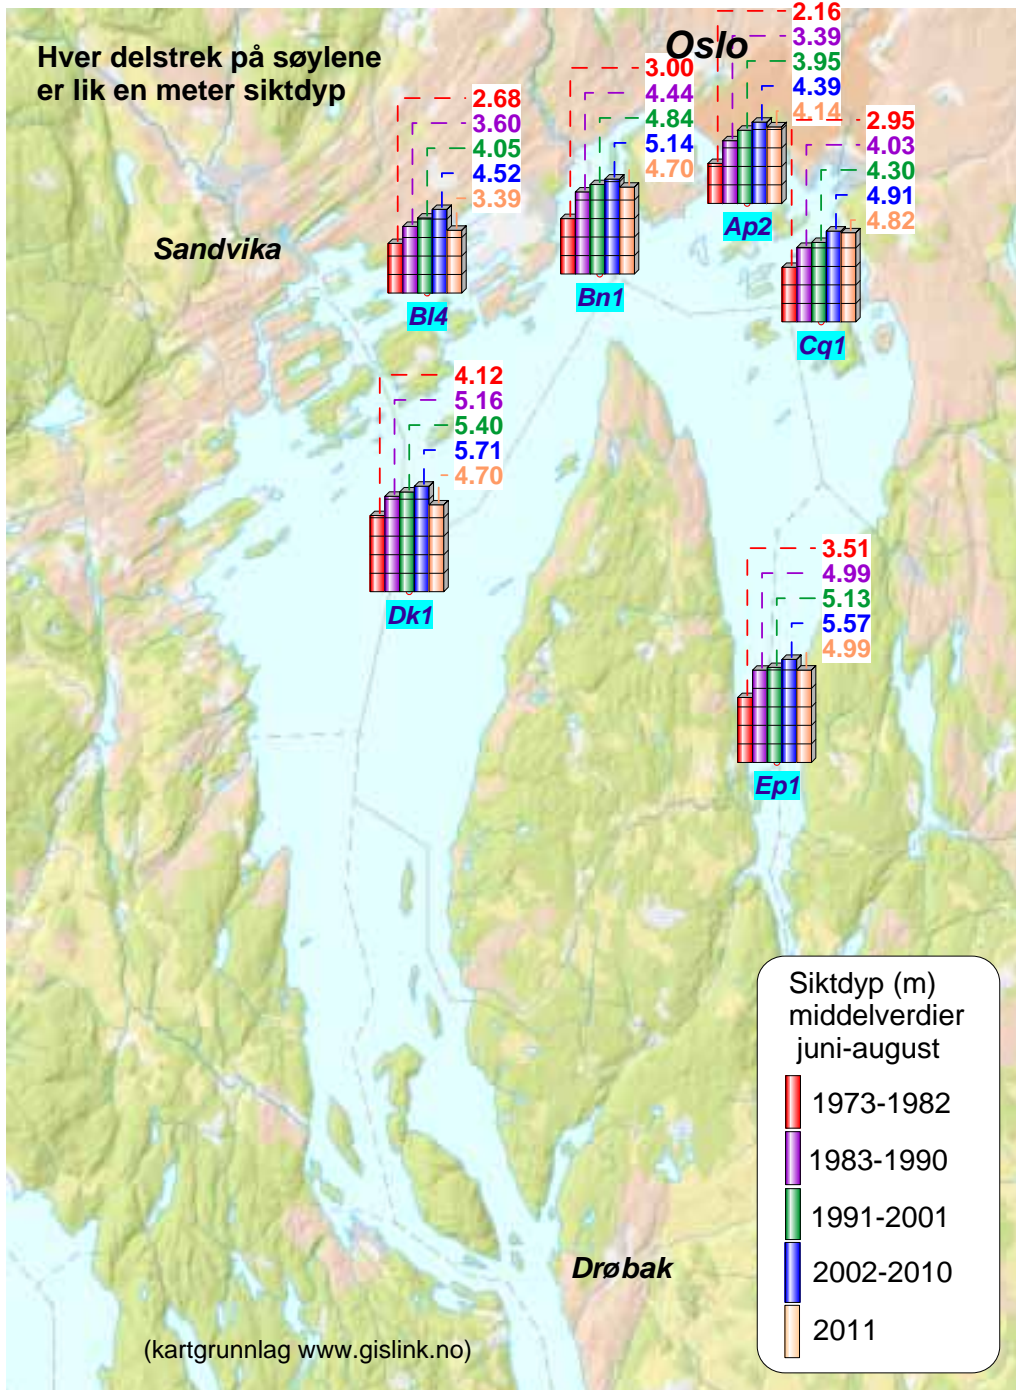 Hver delstrek på søylene
er lik en meter siktdyp
Oslo
2.16
3.39
3.95
4.39
4.14
Ap2
3.00
4.44
4.84
5.14
4.70
Bn1
2.68
3.60
4.05
4.52
3.39
Bl4
2.95
4.03
4.30
4.91
4.82
Cq1
Sandvika
4.12
5.16
5.40
5.71
4.70
Dk1
3.51
4.99
5.13
5.57
4.99
Ep1
Drøbak
Siktdyp (m)
middelverdier
juni-august
1973-1982
1983-1990
1991-2001
2002-2010
2011
(kartgrunnlag www.gislink.no)